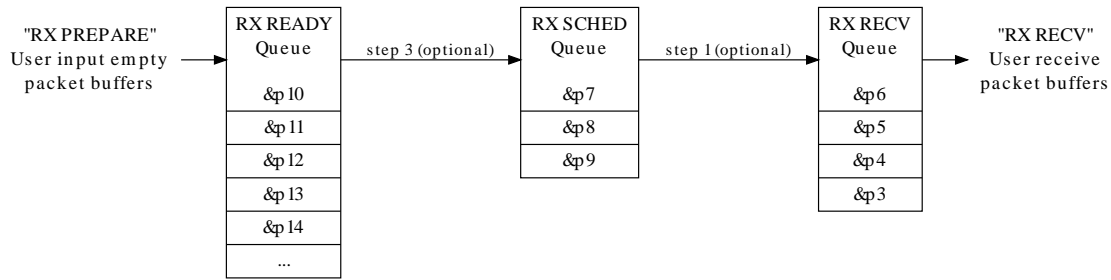 "RX PREPARE"
User input empty
packet buffers
RX READY
Queue
&p10
&p11
&p12
&p13
&p14
...
step 3 (optional)
RX SCHED
Queue
&p7
&p8
&p9
step 1 (optional)
RX RECV
Queue
&p6
&p5
&p4
&p3
"RX RECV"
User receive
packet buffers